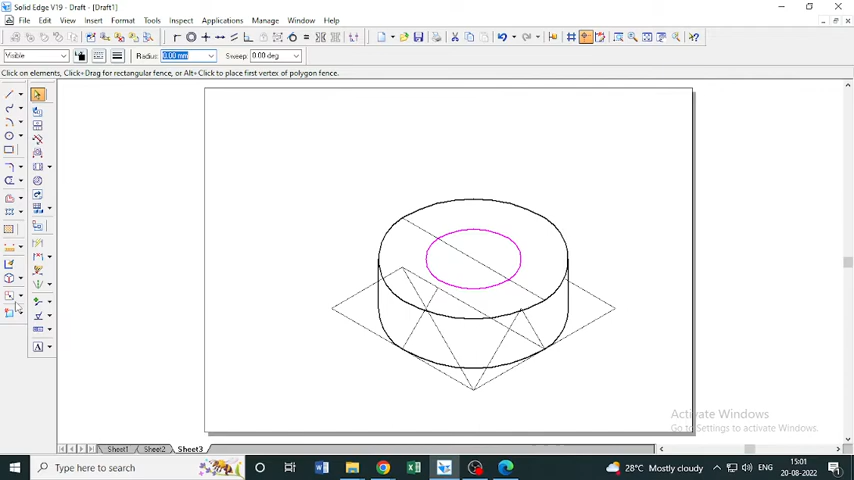 Solid Edge V19 - Draft - [Draft1]
File Edit View Insert Format Tools Inspect Applications Manage Window Help
Visible Radius: 0.00 mm Sweep: 0.00 deg
Click on elements, Click+Drag for rectangular fence, or Alt+Click to place first vertex of polygon fence.
Activate Windows
Go to Settings to activate Windows.
Sheet1 Sheet2 Sheet3
Type here to search
28°C Mostly cloudy ENG 15:01
20-08-2022